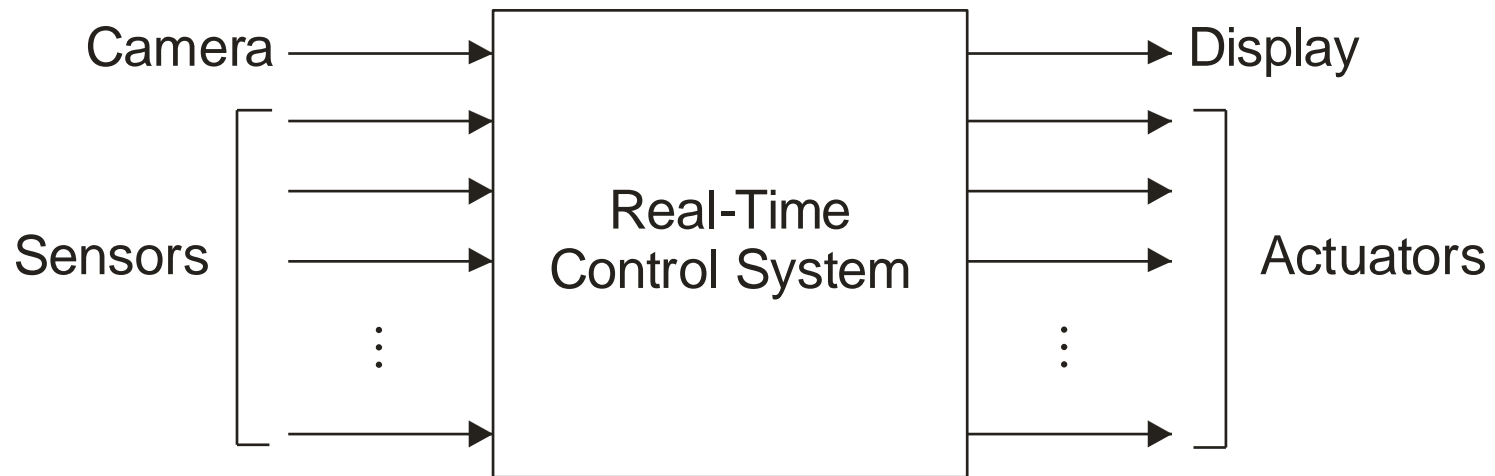 Camera
Display
Sensors
Real-Time
Control System
Actuators